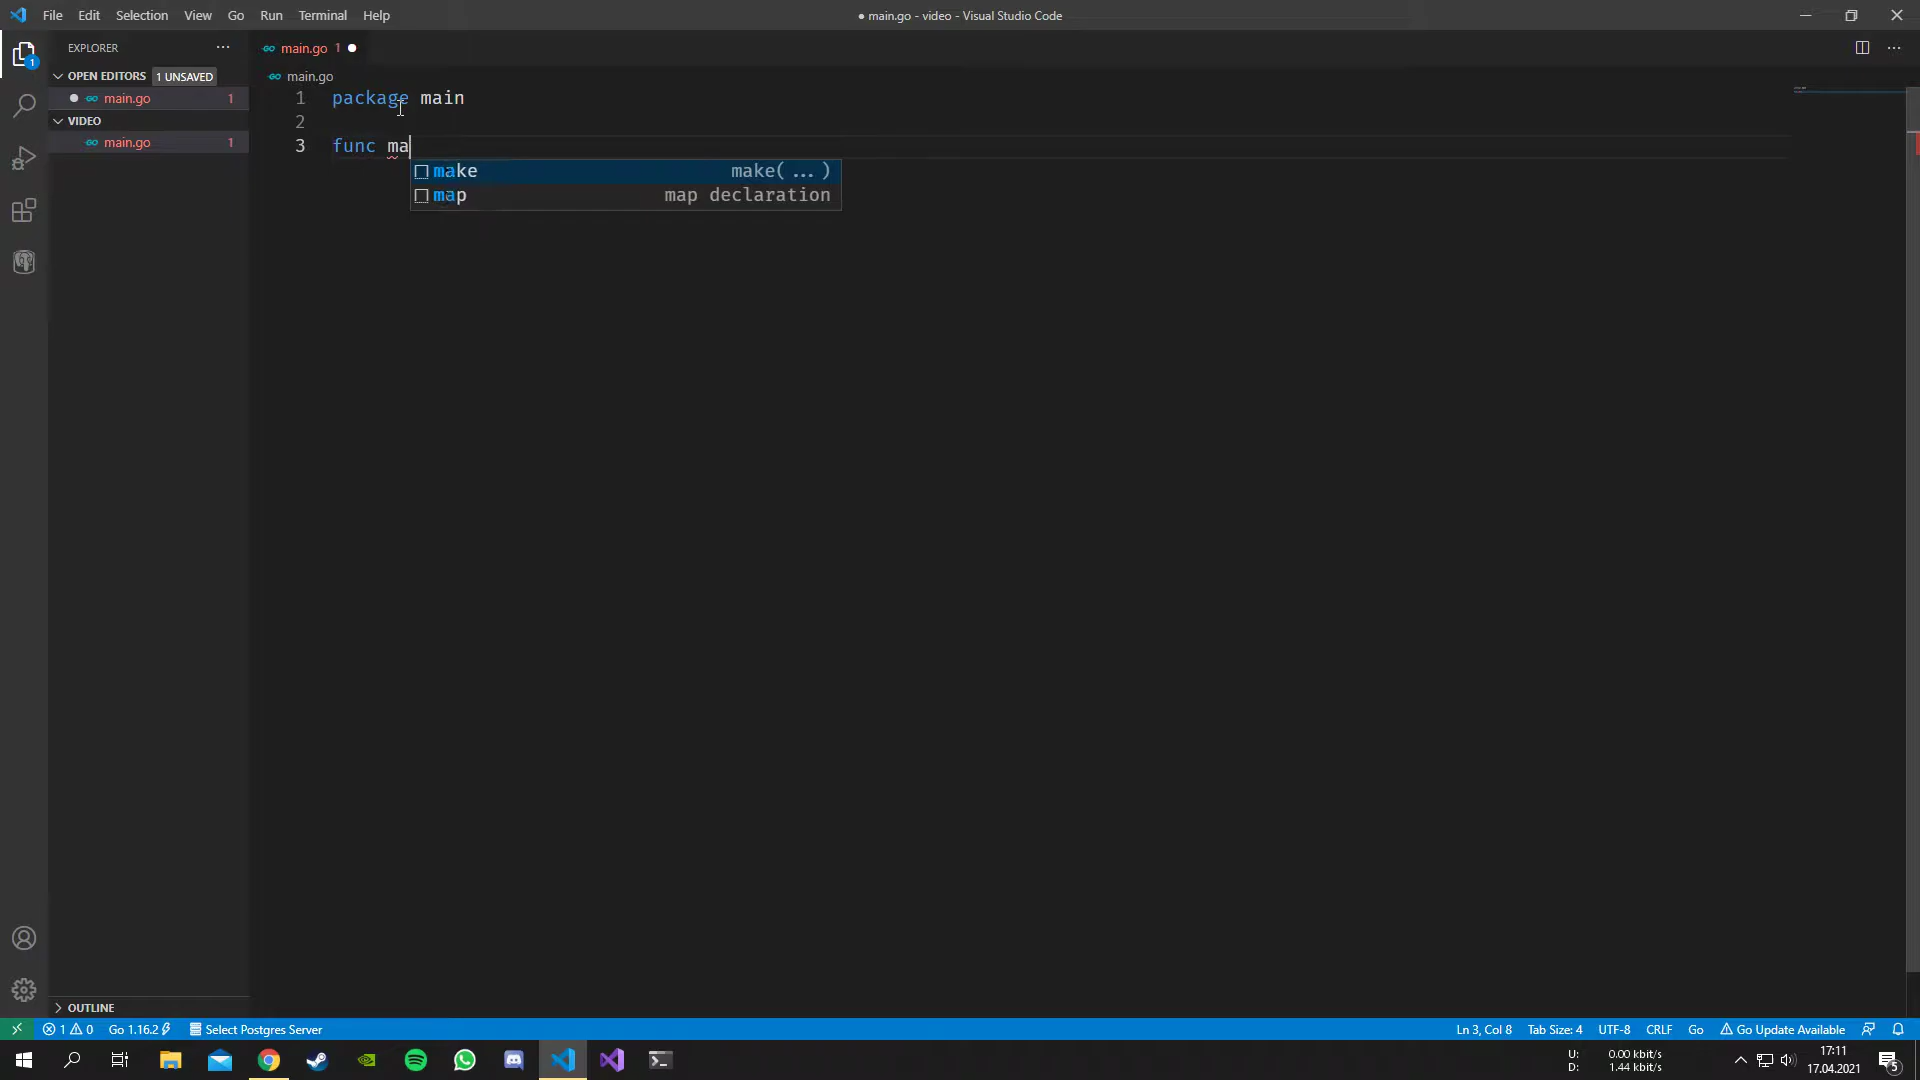 File Edit Selection View Go Run Terminal Help
● main.go - video - Visual Studio Code
EXPLORER ...
main.go 1 ●
OPEN EDITORS 1 UNSAVED
main.go 1
VIDEO
main.go 1
OUTLINE
main.go
1 package main
2
3 func ma
make make(...)
map map declaration
1 0 Go 1.16.2 Select Postgres Server
Ln 3, Col 8 Tab Size: 4 UTF-8 CRLF Go Go Update Available
U: 0.00 kbit/s
D: 1.44 kbit/s
17:11
17.04.2021
5
1